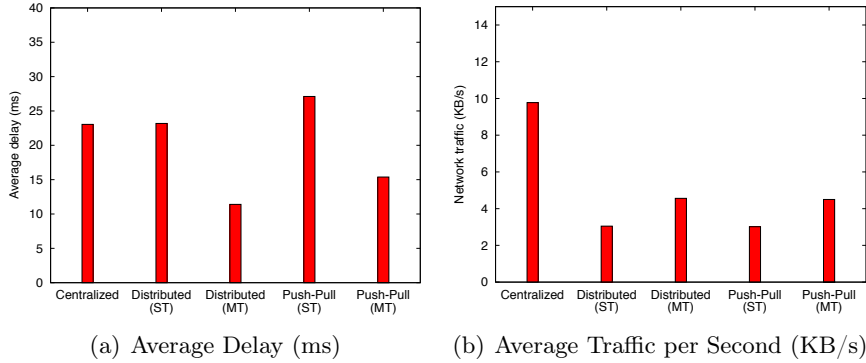 40
35
30
25
20
15
10
5
0
Average delay (ms)
Centralized Distributed (ST) Distributed (MT) Push-Pull (ST) Push-Pull (MT)
(a) Average Delay (ms)
14
12
10
8
6
4
2
0
Network traffic (KB/s)
Centralized Distributed (ST) Distributed (MT) Push-Pull (ST) Push-Pull (MT)
(b) Average Traffic per Second (KB/s)